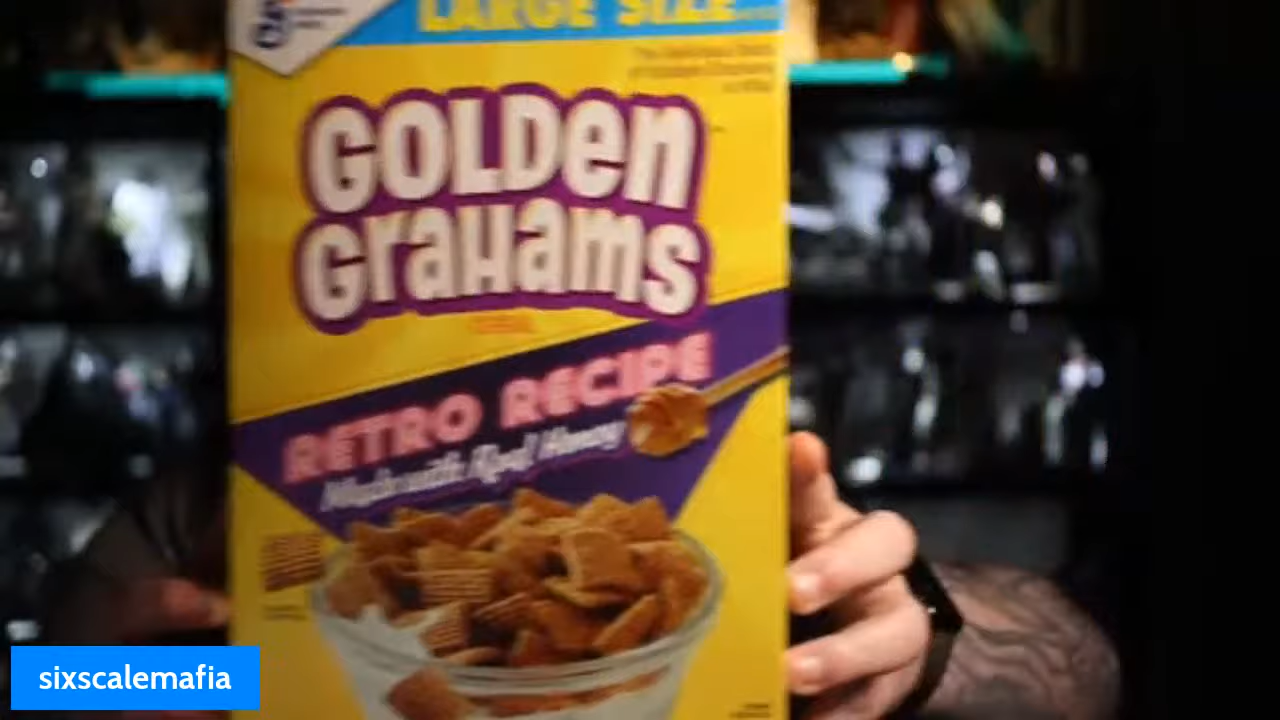 LARGE SIZE
GOLDen
GraHams
RETRO RECIPE
Made with Real Honey
sixscalemafia